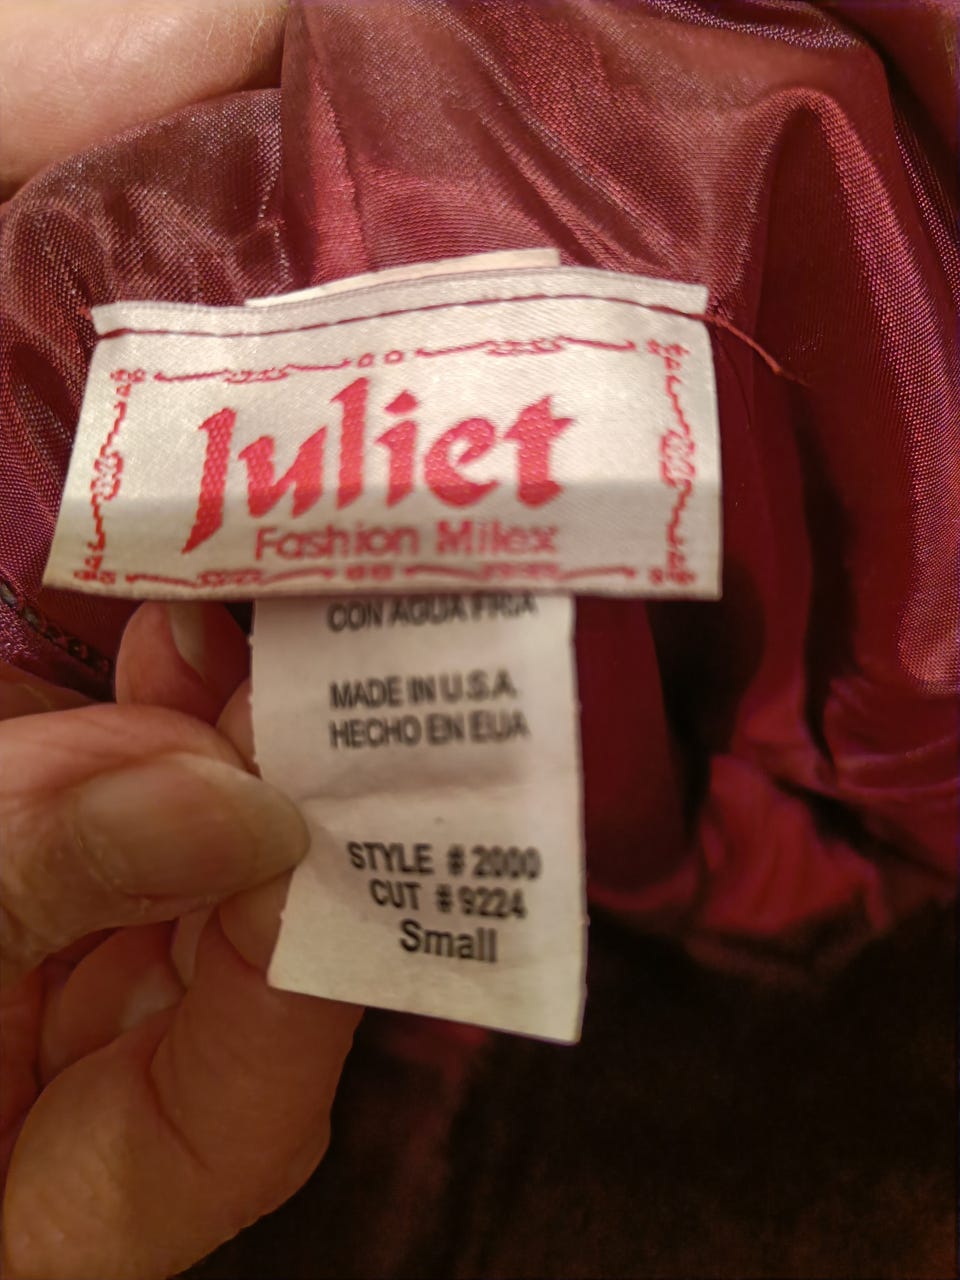 Juliet
Fashion Milex
CON AGUA FRIA
MADE IN U.S.A.
HECHO EN EUA
STYLE # 2000
CUT # 9224
Small